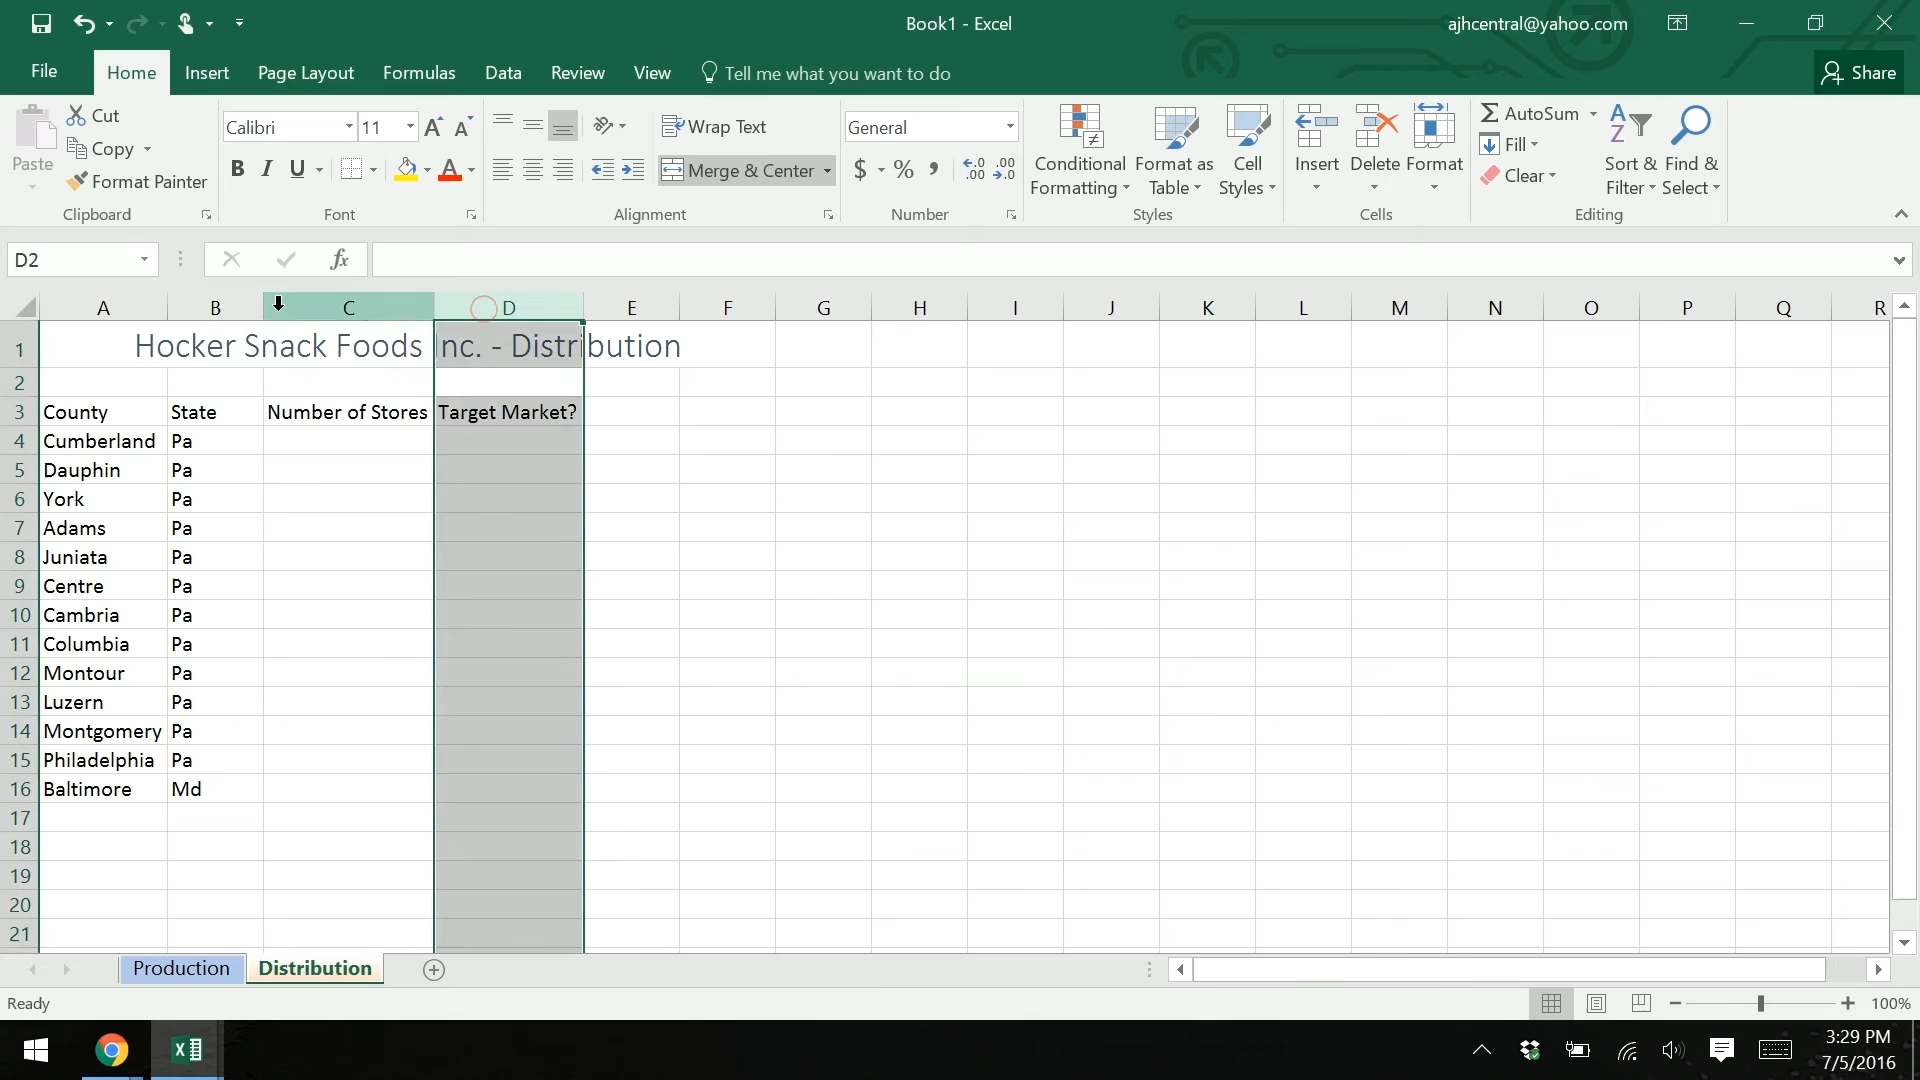 Book1 - Excel
ajhcentral@yahoo.com
File Home Insert Page Layout Formulas Data Review View Tell me what you want to do Share
Paste
Cut
Copy
Format Painter
Clipboard
Calibri 11
B I U
Font
Wrap Text
Merge & Center
Alignment
General
$ % ,
Number
Conditional Formatting
Format as Table
Cell Styles
Styles
Insert Delete Format
Cells
AutoSum
Fill
Clear
Sort & Filter
Find & Select
Editing
D2 fx
A B C D E F G H I J K L M N O P Q R
1 Hocker Snack Foods Inc. - Distribution
2
3 County State Number of Stores Target Market?
4 Cumberland Pa
5 Dauphin Pa
6 York Pa
7 Adams Pa
8 Juniata Pa
9 Centre Pa
10 Cambria Pa
11 Columbia Pa
12 Montour Pa
13 Luzern Pa
14 Montgomery Pa
15 Philadelphia Pa
16 Baltimore Md
17
18
19
20
21
Production Distribution
Ready 100%
3:29 PM
7/5/2016